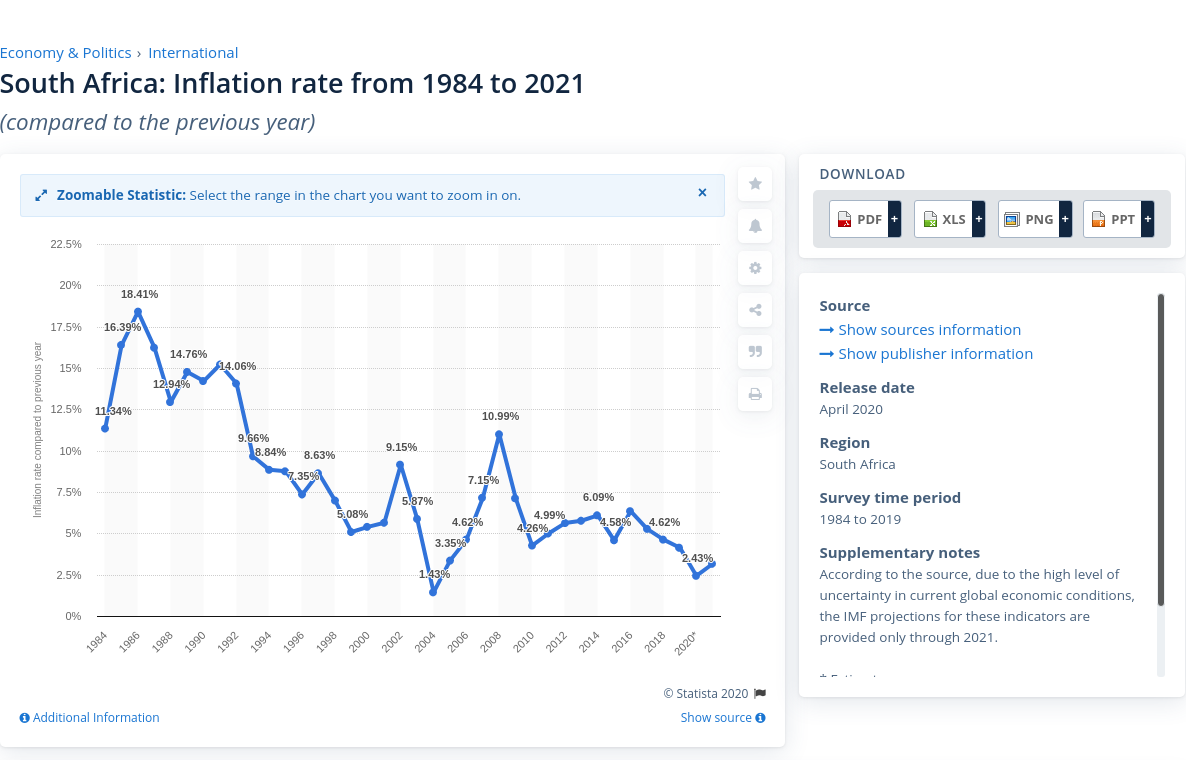 Economy & Politics › International
South Africa: Inflation rate from 1984 to 2021
(compared to the previous year)
Zoomable Statistic: Select the range in the chart you want to zoom in on.
×
22.5%
20%
17.5%
15%
12.5%
10%
7.5%
5%
2.5%
0%
Inflation rate compared to previous year
11.34%
16.39%
18.41%
12.94%
14.76%
14.06%
9.66%
8.84%
7.35%
8.63%
5.08%
9.15%
5.87%
1.43%
3.35%
4.62%
7.15%
10.99%
4.26%
4.99%
6.09%
4.58%
4.62%
2.43%
1984
1986
1988
1990
1992
1994
1996
1998
2000
2002
2004
2006
2008
2010
2012
2014
2016
2018
2020*
© Statista 2020
Additional Information
Show source
DOWNLOAD
PDF +
XLS +
PNG +
PPT +
Source
Show sources information
Show publisher information
Release date
April 2020
Region
South Africa
Survey time period
1984 to 2019
Supplementary notes
According to the source, due to the high level of
uncertainty in current global economic conditions,
the IMF projections for these indicators are
provided only through 2021.